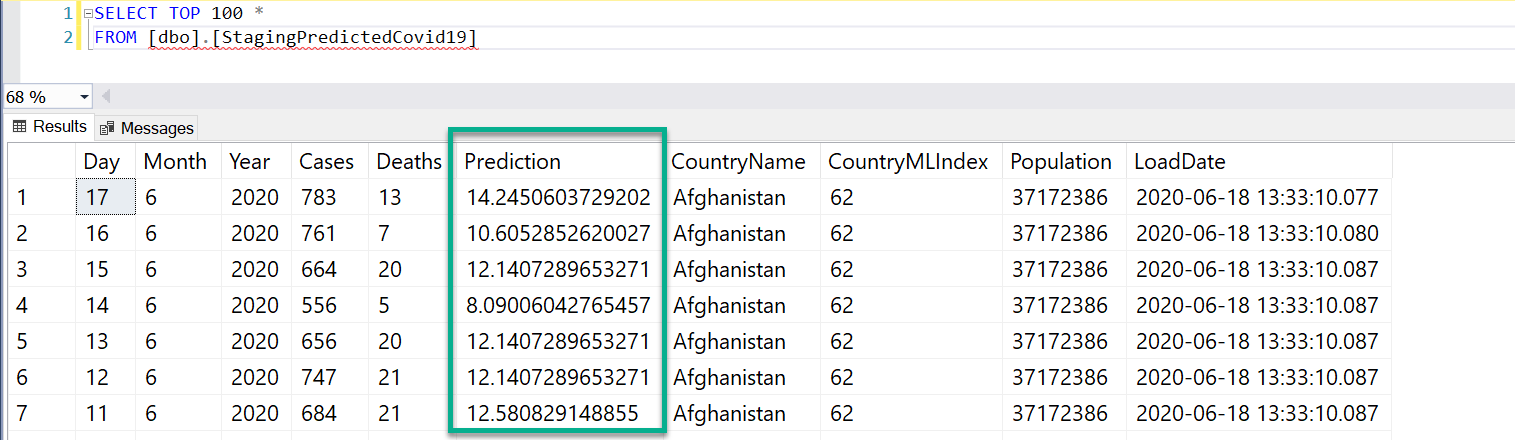 1 SELECT TOP 100 *
2 FROM [dbo].[StagingPredictedCovid19]
68 %
Results Messages
Day Month Year Cases Deaths Prediction CountryName CountryMLIndex Population LoadDate
1 17 6 2020 783 13 14.2450603729202 Afghanistan 62 37172386 2020-06-18 13:33:10.077
2 16 6 2020 761 7 10.6052852620027 Afghanistan 62 37172386 2020-06-18 13:33:10.080
3 15 6 2020 664 20 12.1407289653271 Afghanistan 62 37172386 2020-06-18 13:33:10.087
4 14 6 2020 556 5 8.09006042765457 Afghanistan 62 37172386 2020-06-18 13:33:10.087
5 13 6 2020 656 20 12.1407289653271 Afghanistan 62 37172386 2020-06-18 13:33:10.087
6 12 6 2020 747 21 12.1407289653271 Afghanistan 62 37172386 2020-06-18 13:33:10.087
7 11 6 2020 684 21 12.580829148855 Afghanistan 62 37172386 2020-06-18 13:33:10.087